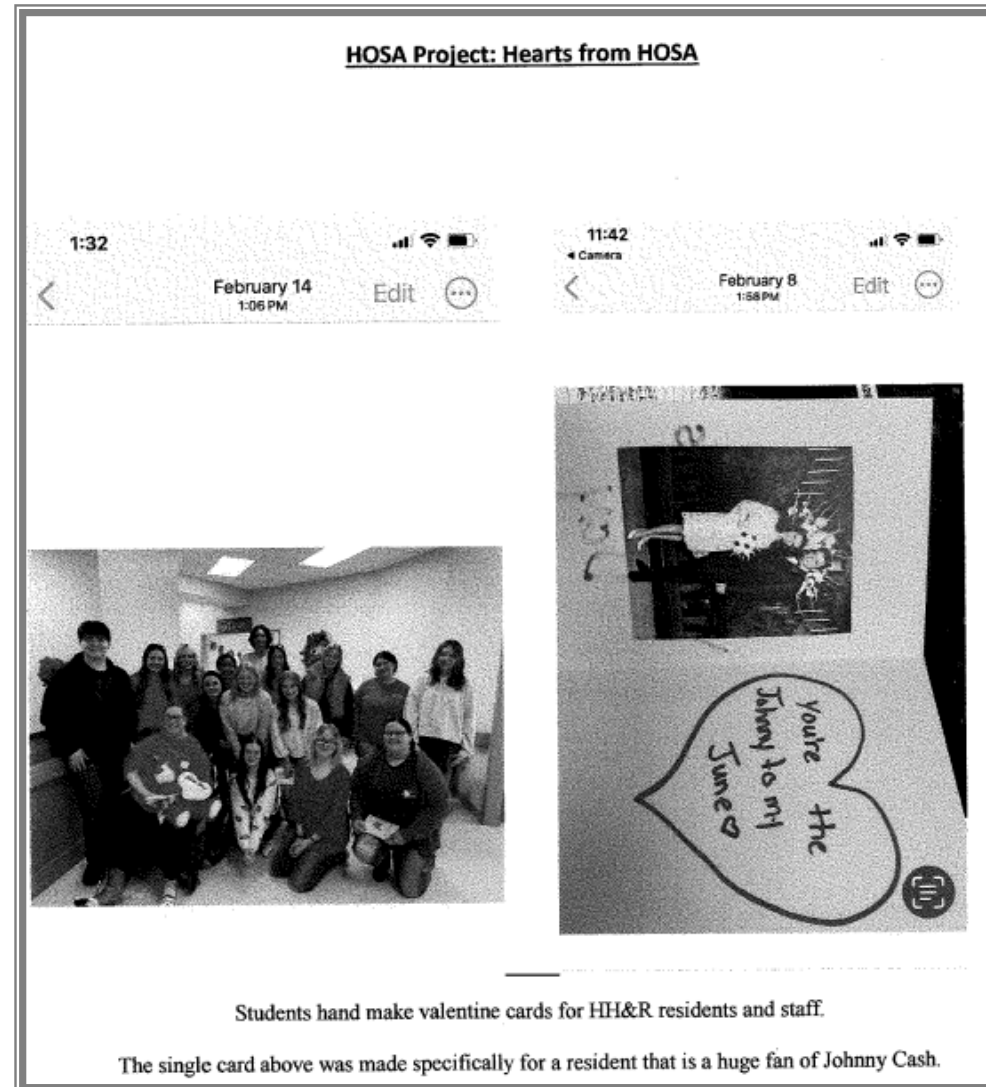 HOSA Project: Hearts from HOSA
1:32
February 14
1:06 PM
Edit
11:42
◂ Camera
February 8
1:58 PM
Edit
you're the
Johnny to my
June♡
Students hand make valentine cards for HH&R residents and staff.
The single card above was made specifically for a resident that is a huge fan of Johnny Cash.